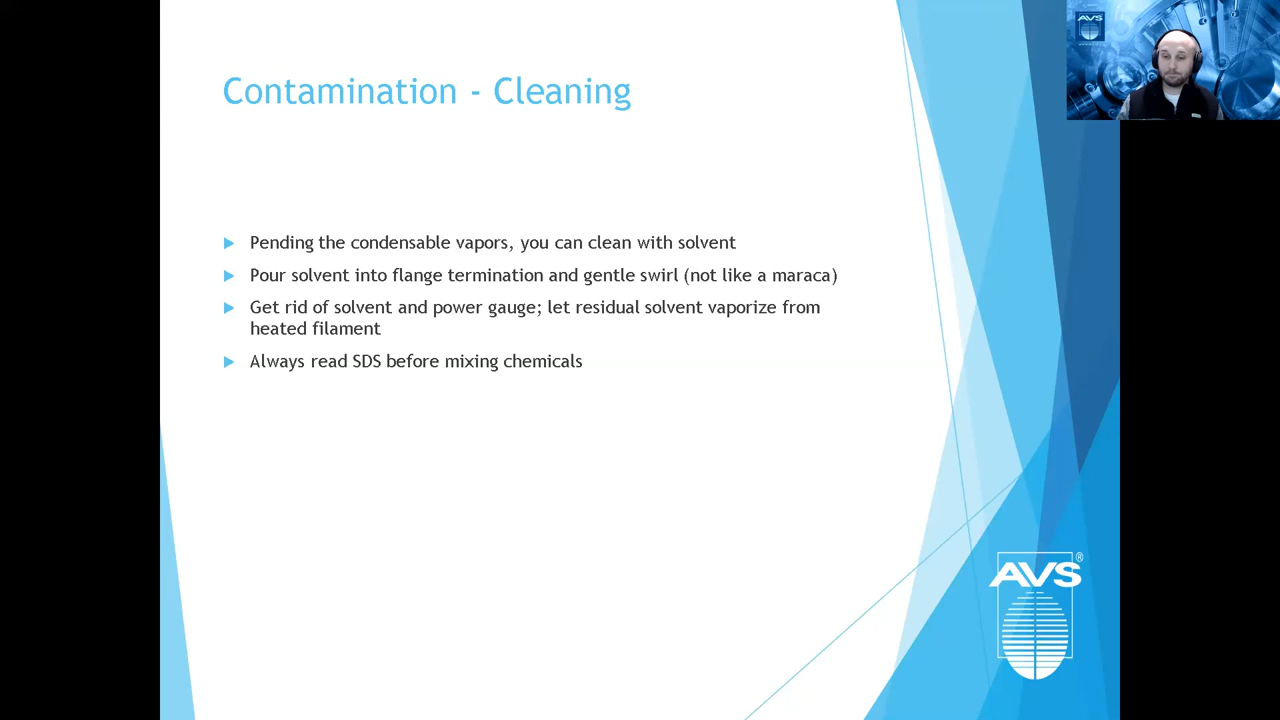 AVS
Contamination - Cleaning
Pending the condensable vapors, you can clean with solvent
Pour solvent into flange termination and gentle swirl (not like a maraca)
Get rid of solvent and power gauge; let residual solvent vaporize from
heated filament
Always read SDS before mixing chemicals
AVS®